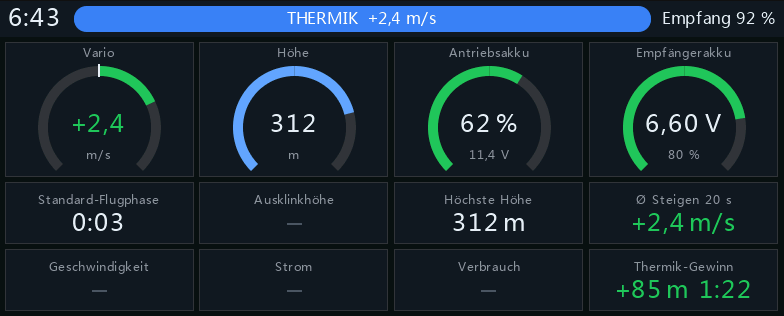 6:43 THERMIK +2,4 m/s Empfang 92 %
Vario Höhe Antriebsakku Empfängerakku
+2,4 312 62 % 6,60 V
m/s m 11,4 V 80 %
Standard-Flugphase Ausklinkhöhe Höchste Höhe Ø Steigen 20 s
0:03 — 312 m +2,4 m/s
Geschwindigkeit Strom Verbrauch Thermik-Gewinn
— — — +85 m 1:22